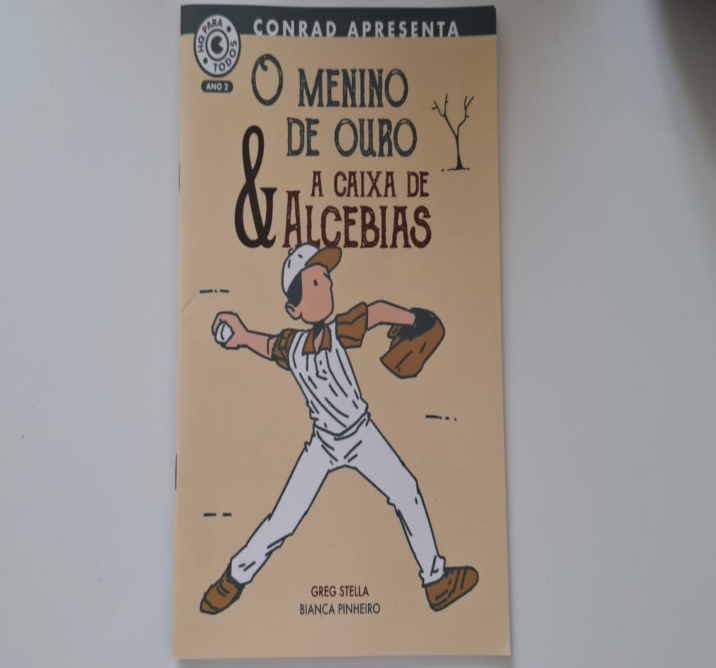 CONRAD APRESENTA
HQ PARA
TODOS
ANO 2
O MENINO
DE OURO
& A CAIXA DE
ALCEBIAS
GREG STELLA
BIANCA PINHEIRO